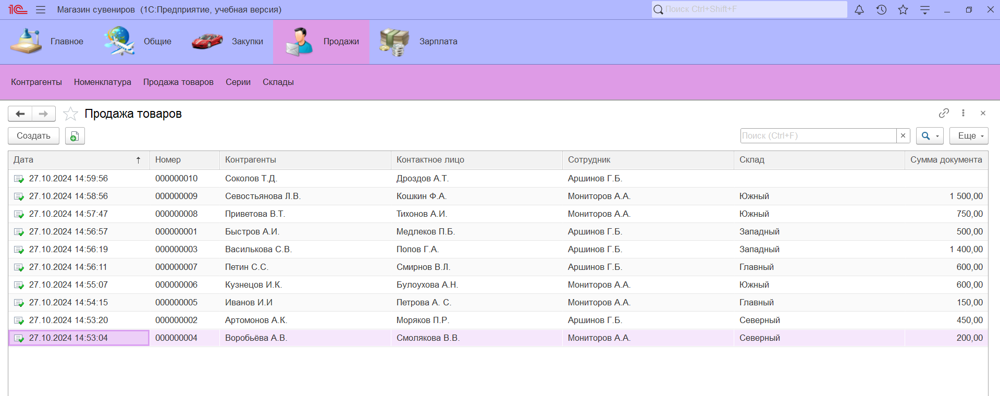 1С Магазин сувениров (1С:Предприятие, учебная версия) Поиск Ctrl+Shift+F
Главное Общие Закупки Продажи Зарплата
Контрагенты Номенклатура Продажа товаров Серии Склады
Продажа товаров
Создать Поиск (Ctrl+F) Еще
Дата Номер Контрагенты Контактное лицо Сотрудник Склад Сумма документа
27.10.2024 14:59:56 000000010 Соколов Т.Д. Дроздов А.Т. Аршинов Г.Б.
27.10.2024 14:58:56 000000009 Севостьянова Л.В. Кошкин Ф.А. Мониторов А.А. Южный 1 500,00
27.10.2024 14:57:47 000000008 Приветова В.Т. Тихонов А.И. Мониторов А.А. Южный 750,00
27.10.2024 14:56:57 000000001 Быстров А.И. Медлеков П.Б. Аршинов Г.Б. Западный 500,00
27.10.2024 14:56:19 000000003 Василькова С.В. Попов Г.А. Аршинов Г.Б. Западный 1 400,00
27.10.2024 14:56:11 000000007 Петин С.С. Смирнов В.Л. Аршинов Г.Б. Главный 600,00
27.10.2024 14:55:07 000000006 Кузнецов И.К. Булоухова А.Н. Мониторов А.А. Южный 600,00
27.10.2024 14:54:15 000000005 Иванов И.И Петрова А. С. Мониторов А.А. Главный 150,00
27.10.2024 14:53:20 000000002 Артомонов А.К. Моряков П.Р. Аршинов Г.Б. Северный 450,00
27.10.2024 14:53:04 000000004 Воробьёва А.В. Смолякова В.В. Мониторов А.А. Северный 200,00